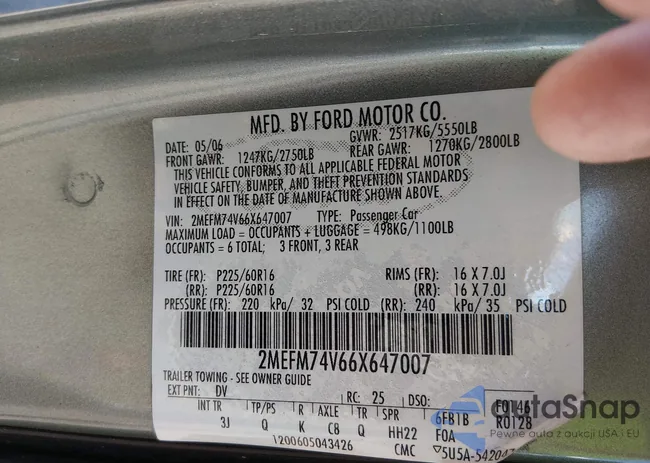 MFD. BY FORD MOTOR CO.
DATE: 05/06 GVWR: 2517KG/5550LB
FRONT GAWR: 1247KG/2750LB REAR GAWR: 1270KG/2800LB
THIS VEHICLE CONFORMS TO ALL APPLICABLE FEDERAL MOTOR
VEHICLE SAFETY, BUMPER, AND THEFT PREVENTION STANDARDS
IN EFFECT ON THE DATE OF MANUFACTURE SHOWN ABOVE.
VIN: 2MEFM74V66X647007 TYPE: Passenger Car
MAXIMUM LOAD = OCCUPANTS + LUGGAGE = 498KG/1100LB
OCCUPANTS = 6 TOTAL; 3 FRONT, 3 REAR
TIRE (FR): P225/60R16 RIMS (FR): 16 X 7.0J
(RR): P225/60R16 (RR): 16 X 7.0J
PRESSURE (FR): 220 kPa/ 32 PSI COLD (RR): 240 kPa/ 35 PSI COLD
2MEFM74V66X647007
TRAILER TOWING - SEE OWNER GUIDE
EXT PNT: DV RC: 25 DSO: F0146
R0128
INT TR TP/PS R AXLE TR SPR 6FB1B
3J Q K CB Q HH22 FOA
1200605043426 CMC
autoSnap
Pewne auta z aukcji USA i EU